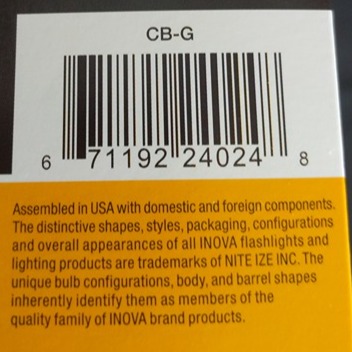 CB-G
6 71192 24024 8
Assembled in USA with domestic and foreign components.
The distinctive shapes, styles, packaging, configurations
and overall appearances of all INOVA flashlights and
lighting products are trademarks of NITE IZE INC. The
unique bulb configurations, body, and barrel shapes
inherently identify them as members of the
quality family of INOVA brand products.